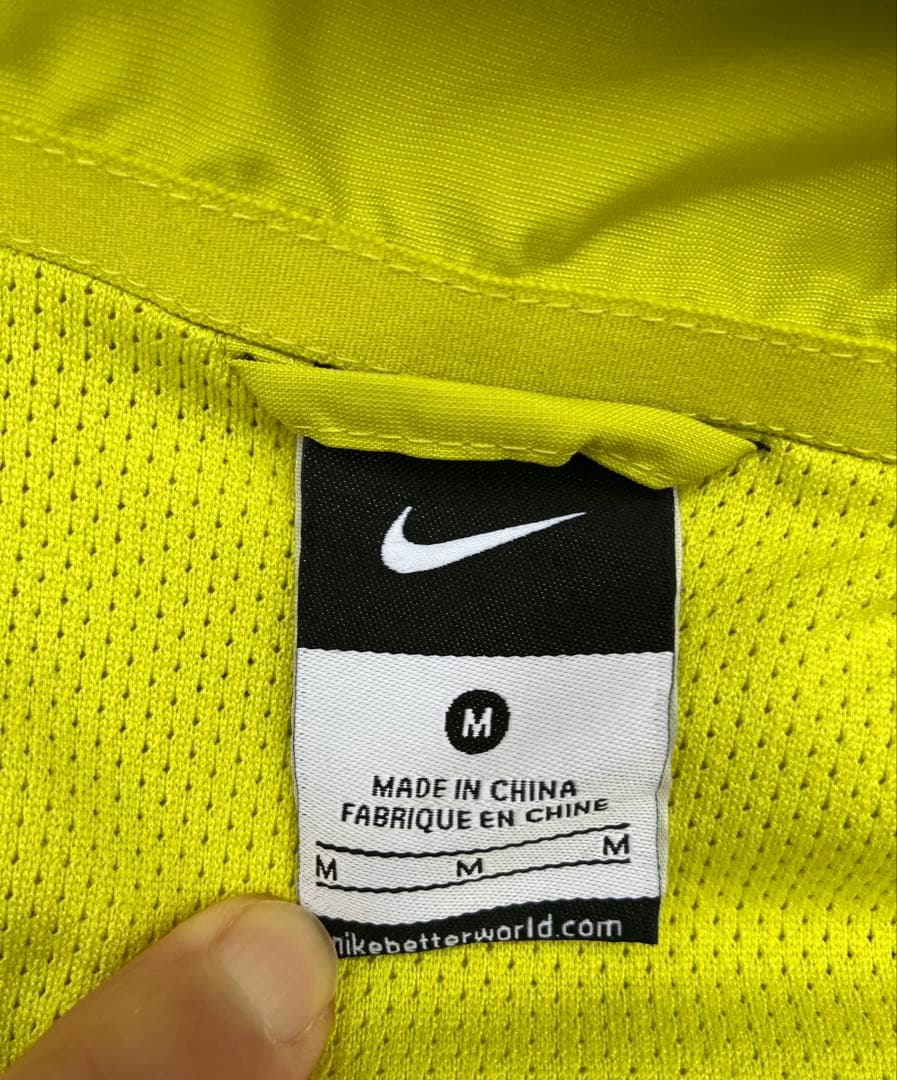 M
MADE IN CHINA
FABRIQUE EN CHINE
M M M
nikebetterworld.com